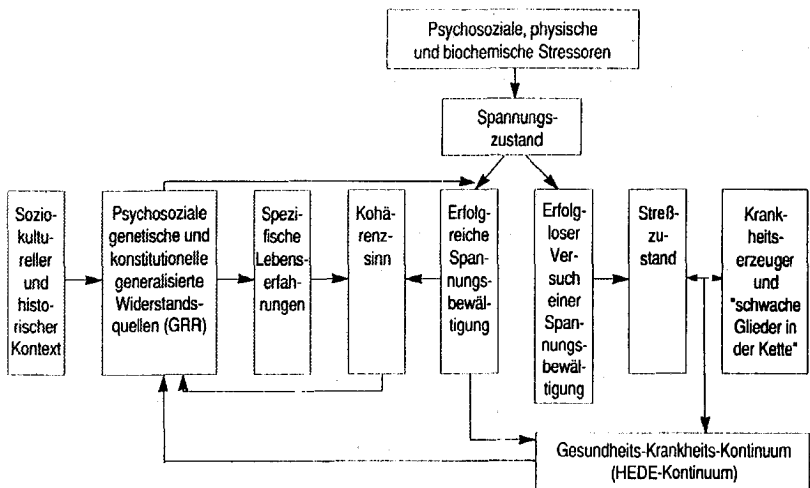 Psychosoziale, physische
und biochemische Stressoren
Spannungs-
zustand
Sozio-
kultu-
reller
und
histo-
rischer
Kontext
Psychosoziale
genetische und
konstitutionelle
generalisierte
Widerstands-
quellen (GRR)
Spezi-
fische
Lebens-
erfah-
rungen
Kohä-
renz-
sinn
Erfolg-
reiche
Span-
nungs-
bewäl-
tigung
Erfolg-
loser
Ver-
such
einer
Span-
nungs-
bewäl-
tigung
Streß-
zu-
stand
Krank-
heits-
erzeuger
und
"schwache
Glieder in
der Kette"
Gesundheits-Krankheits-Kontinuum
(HEDE-Kontinuum)